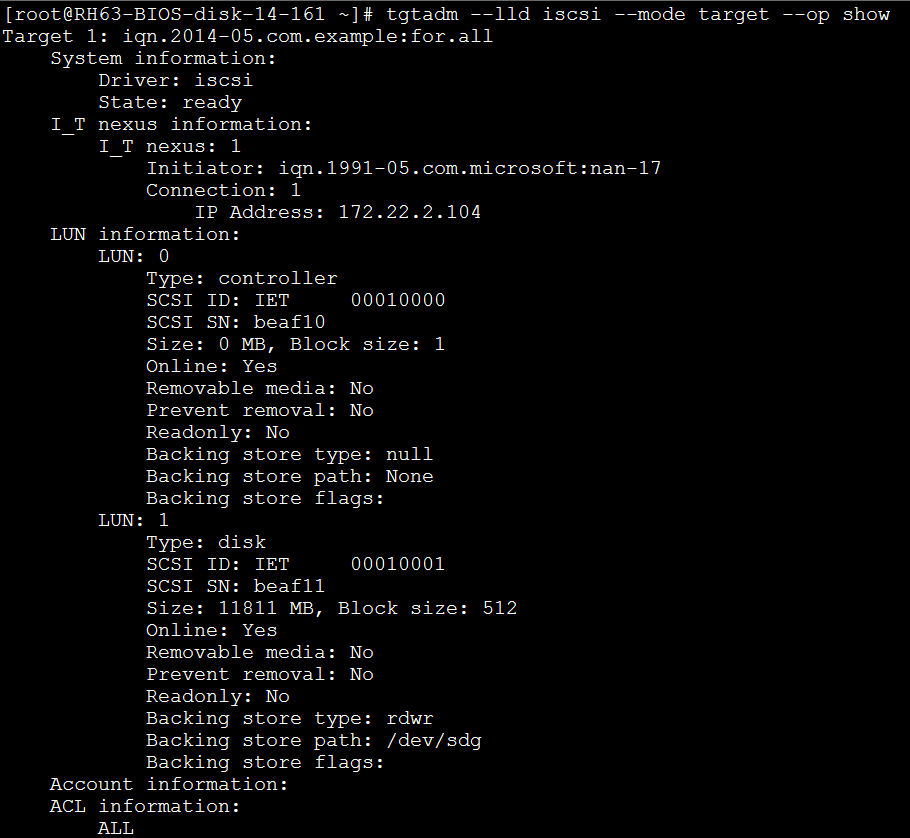 [root@RH63-BIOS-disk-14-161 ~]# tgtadm --lld iscsi --mode target --op show
Target 1: iqn.2014-05.com.example:for.all
    System information:
        Driver: iscsi
        State: ready
    I_T nexus information:
        I_T nexus: 1
            Initiator: iqn.1991-05.com.microsoft:nan-17
            Connection: 1
                IP Address: 172.22.2.104
    LUN information:
        LUN: 0
            Type: controller
            SCSI ID: IET     00010000
            SCSI SN: beaf10
            Size: 0 MB, Block size: 1
            Online: Yes
            Removable media: No
            Prevent removal: No
            Readonly: No
            Backing store type: null
            Backing store path: None
            Backing store flags:
        LUN: 1
            Type: disk
            SCSI ID: IET     00010001
            SCSI SN: beaf11
            Size: 11811 MB, Block size: 512
            Online: Yes
            Removable media: No
            Prevent removal: No
            Readonly: No
            Backing store type: rdwr
            Backing store path: /dev/sdg
            Backing store flags:
    Account information:
    ACL information:
        ALL